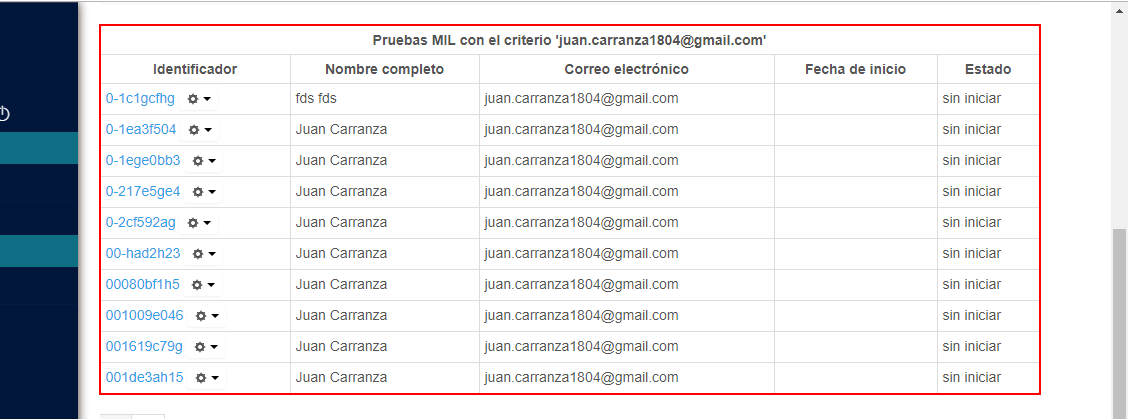 Pruebas MIL con el criterio 'juan.carranza1804@gmail.com'
Identificador Nombre completo Correo electrónico Fecha de inicio Estado
0-1c1gcfhg fds fds juan.carranza1804@gmail.com sin iniciar
0-1ea3f504 Juan Carranza juan.carranza1804@gmail.com sin iniciar
0-1ege0bb3 Juan Carranza juan.carranza1804@gmail.com sin iniciar
0-217e5ge4 Juan Carranza juan.carranza1804@gmail.com sin iniciar
0-2cf592ag Juan Carranza juan.carranza1804@gmail.com sin iniciar
00-had2h23 Juan Carranza juan.carranza1804@gmail.com sin iniciar
00080bf1h5 Juan Carranza juan.carranza1804@gmail.com sin iniciar
001009e046 Juan Carranza juan.carranza1804@gmail.com sin iniciar
001619c79g Juan Carranza juan.carranza1804@gmail.com sin iniciar
001de3ah15 Juan Carranza juan.carranza1804@gmail.com sin iniciar